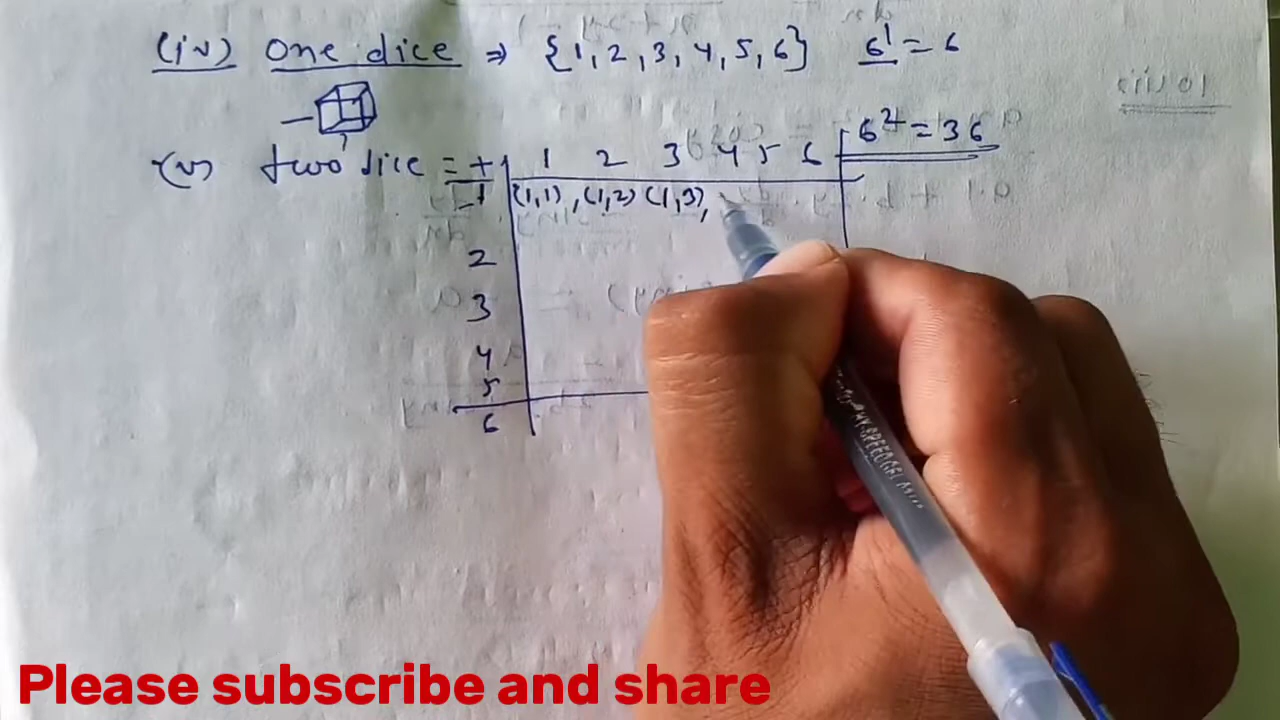 (iv) One dice ⇒ {1, 2, 3, 4, 5, 6} 6¹ = 6
(v) two dice = + 1 2 3 4 5 6 6² = 36
1 (1,1), (1,2) (1,3),
2
3
4
5
6
Please subscribe and share